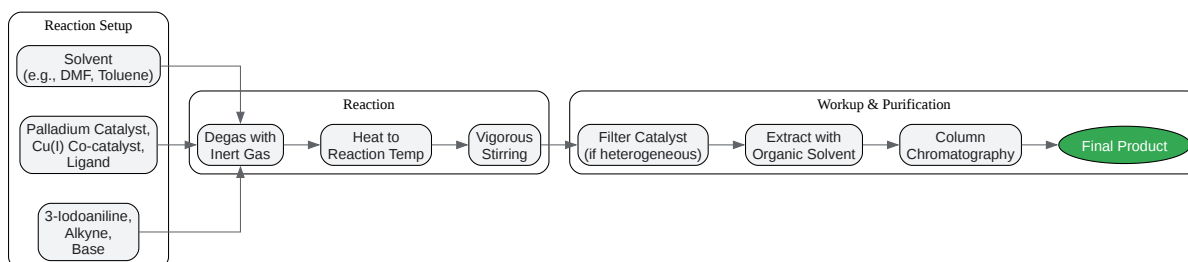 Reaction Setup
Solvent
(e.g., DMF, Toluene)
Palladium Catalyst,
Cu(I) Co-catalyst,
Ligand
3-Iodoaniline,
Alkyne,
Base
Reaction
Degas with
Inert Gas
Heat to
Reaction Temp
Vigorous
Stirring
Workup & Purification
Filter Catalyst
(if heterogeneous)
Extract with
Organic Solvent
Column
Chromatography
Final Product